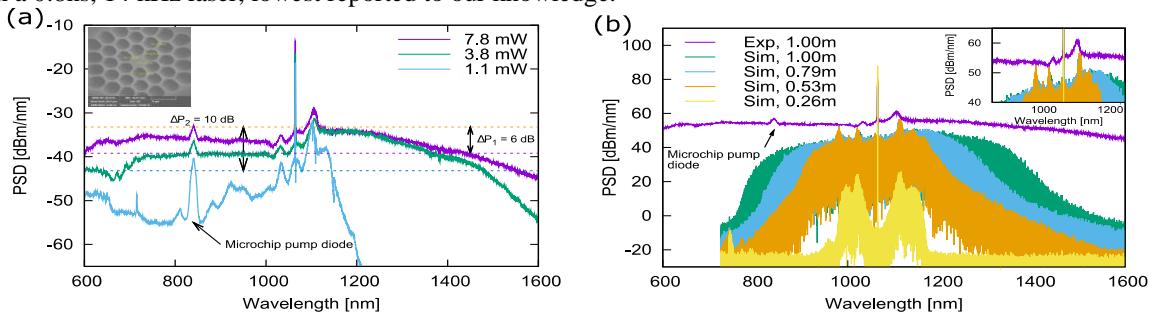 (a)
-10
-20
-30
-40
-50
-60
PSD [dBm/nm]
7.8 mW
3.8 mW
1.1 mW
ΔP₂ = 10 dB
ΔP₁ = 6 dB
Microchip pump diode
600 800 1000 1200 1400 1600
Wavelength [nm]
(b)
100
80
60
40
20
0
-20
PSD [dBm/nm]
Exp, 1.00m
Sim, 1.00m
Sim, 0.79m
Sim, 0.53m
Sim, 0.26m
Microchip pump
diode
PSD [dBm/nm]
60
50
40
1000 1200
600 800 1000 1200 1400 1600
Wavelength [nm]